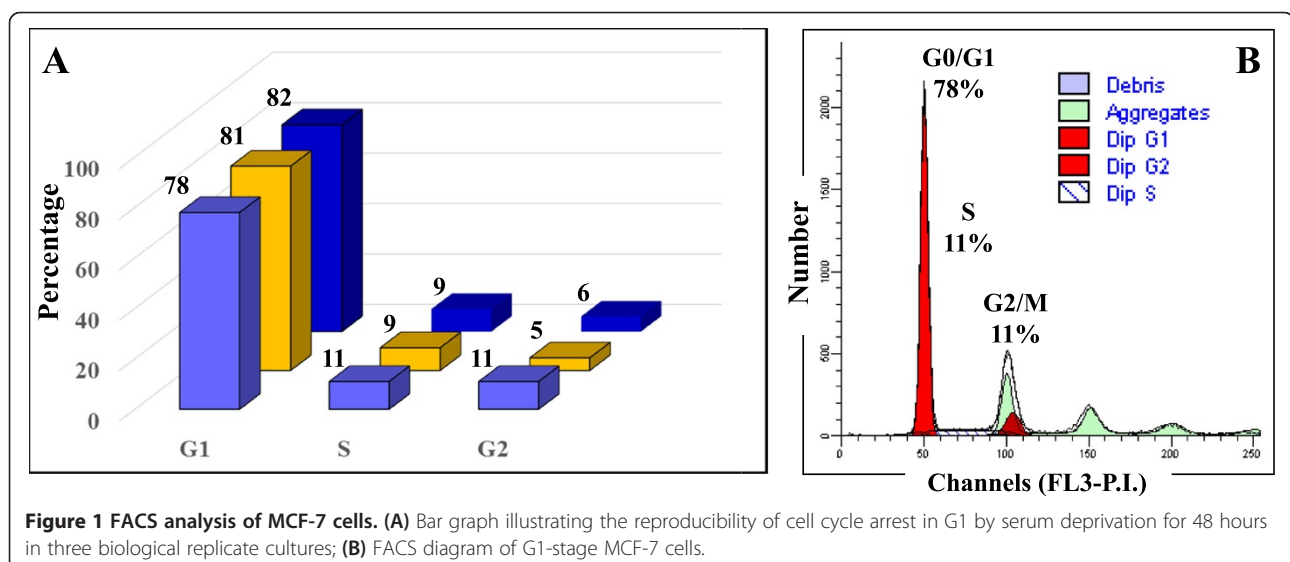 A
Percentage
100
80
60
40
20
0
78
81
82
11
9
9
11
5
6
G1 S G2
B
G0/G1
78%
S
11%
G2/M
11%
Debris
Aggregates
Dip G1
Dip G2
Dip S
Number
2000
1500
1000
500
0
0 50 100 150 200 250
Channels (FL3-P.I.)
Figure 1 FACS analysis of MCF-7 cells. (A) Bar graph illustrating the reproducibility of cell cycle arrest in G1 by serum deprivation for 48 hours
in three biological replicate cultures; (B) FACS diagram of G1-stage MCF-7 cells.